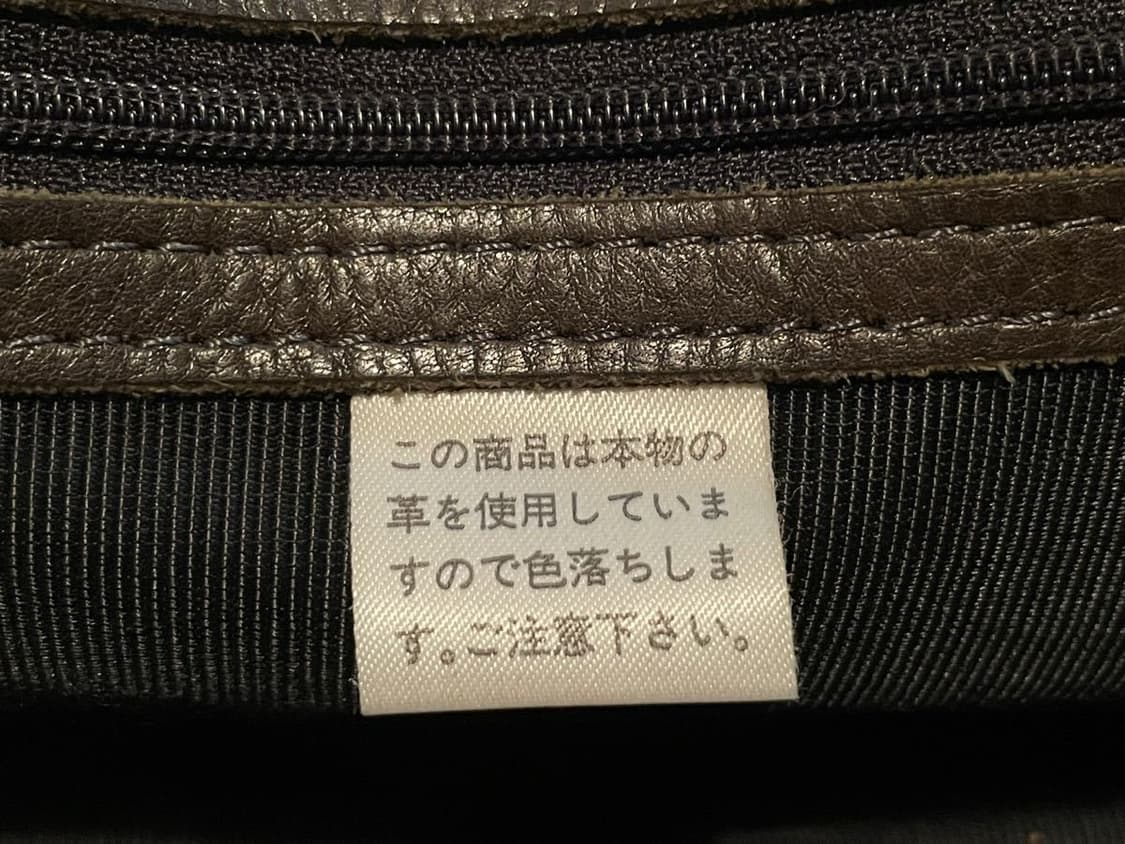 この商品は本物の
革を使用していま
すので色落ちしま
す。ご注意下さい。